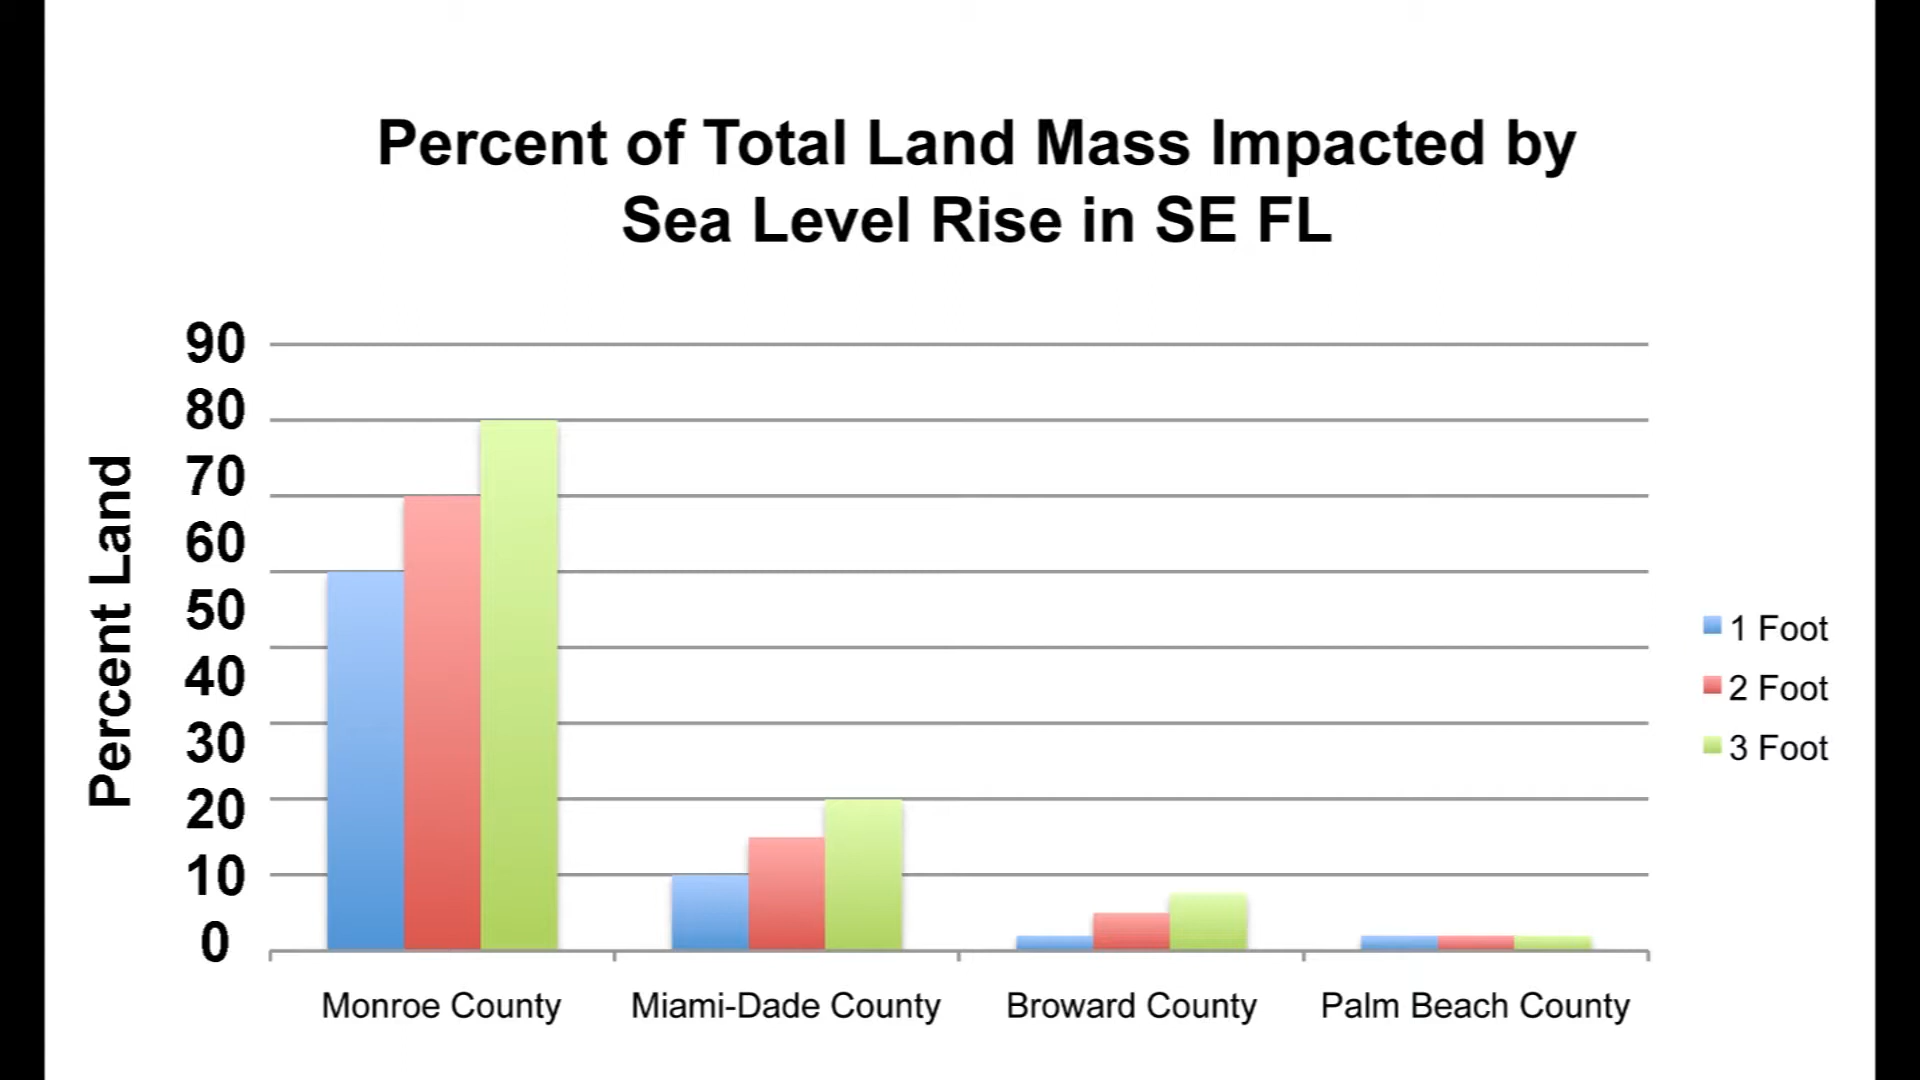 Percent of Total Land Mass Impacted by
Sea Level Rise in SE FL
Percent Land
90
80
70
60
50
40
30
20
10
0
Monroe County
Miami-Dade County
Broward County
Palm Beach County
1 Foot
2 Foot
3 Foot